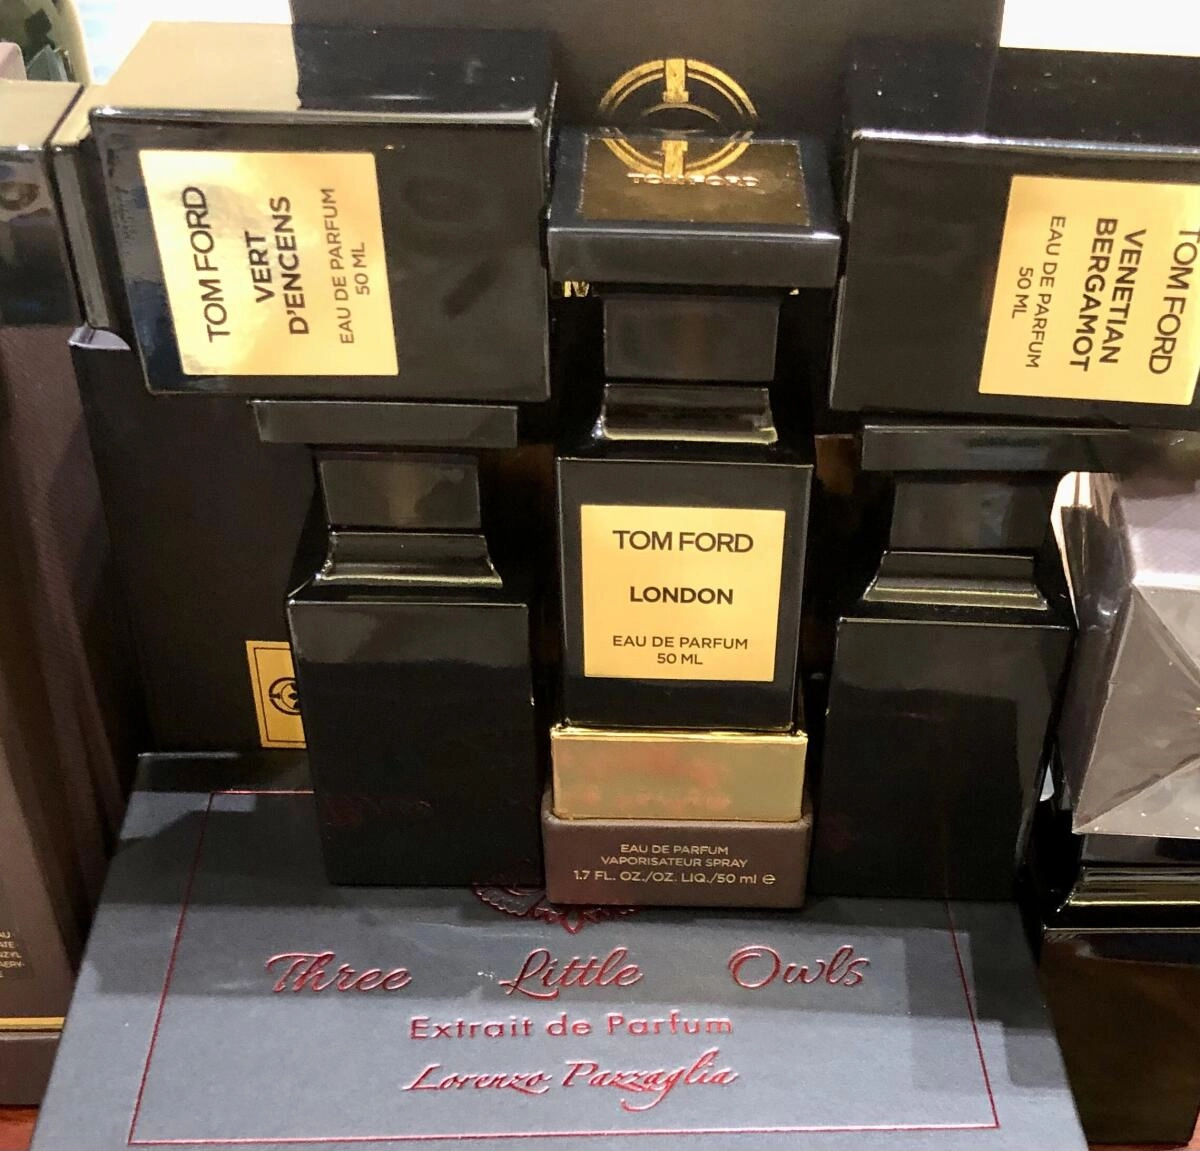 TOM FORD
VERT
D'ENCENS
EAU DE PARFUM
50 ML
TOM FORD
TOM FORD
VENETIAN
BERGAMOT
EAU DE PARFUM
50 ML
TOM FORD
LONDON
EAU DE PARFUM
50 ML
EAU DE PARFUM
VAPORISATEUR SPRAY
1.7 FL. OZ./OZ. LIQ./50 ml e
Three Little Owls
Extrait de Parfum
Lorenzo Pazzaglia